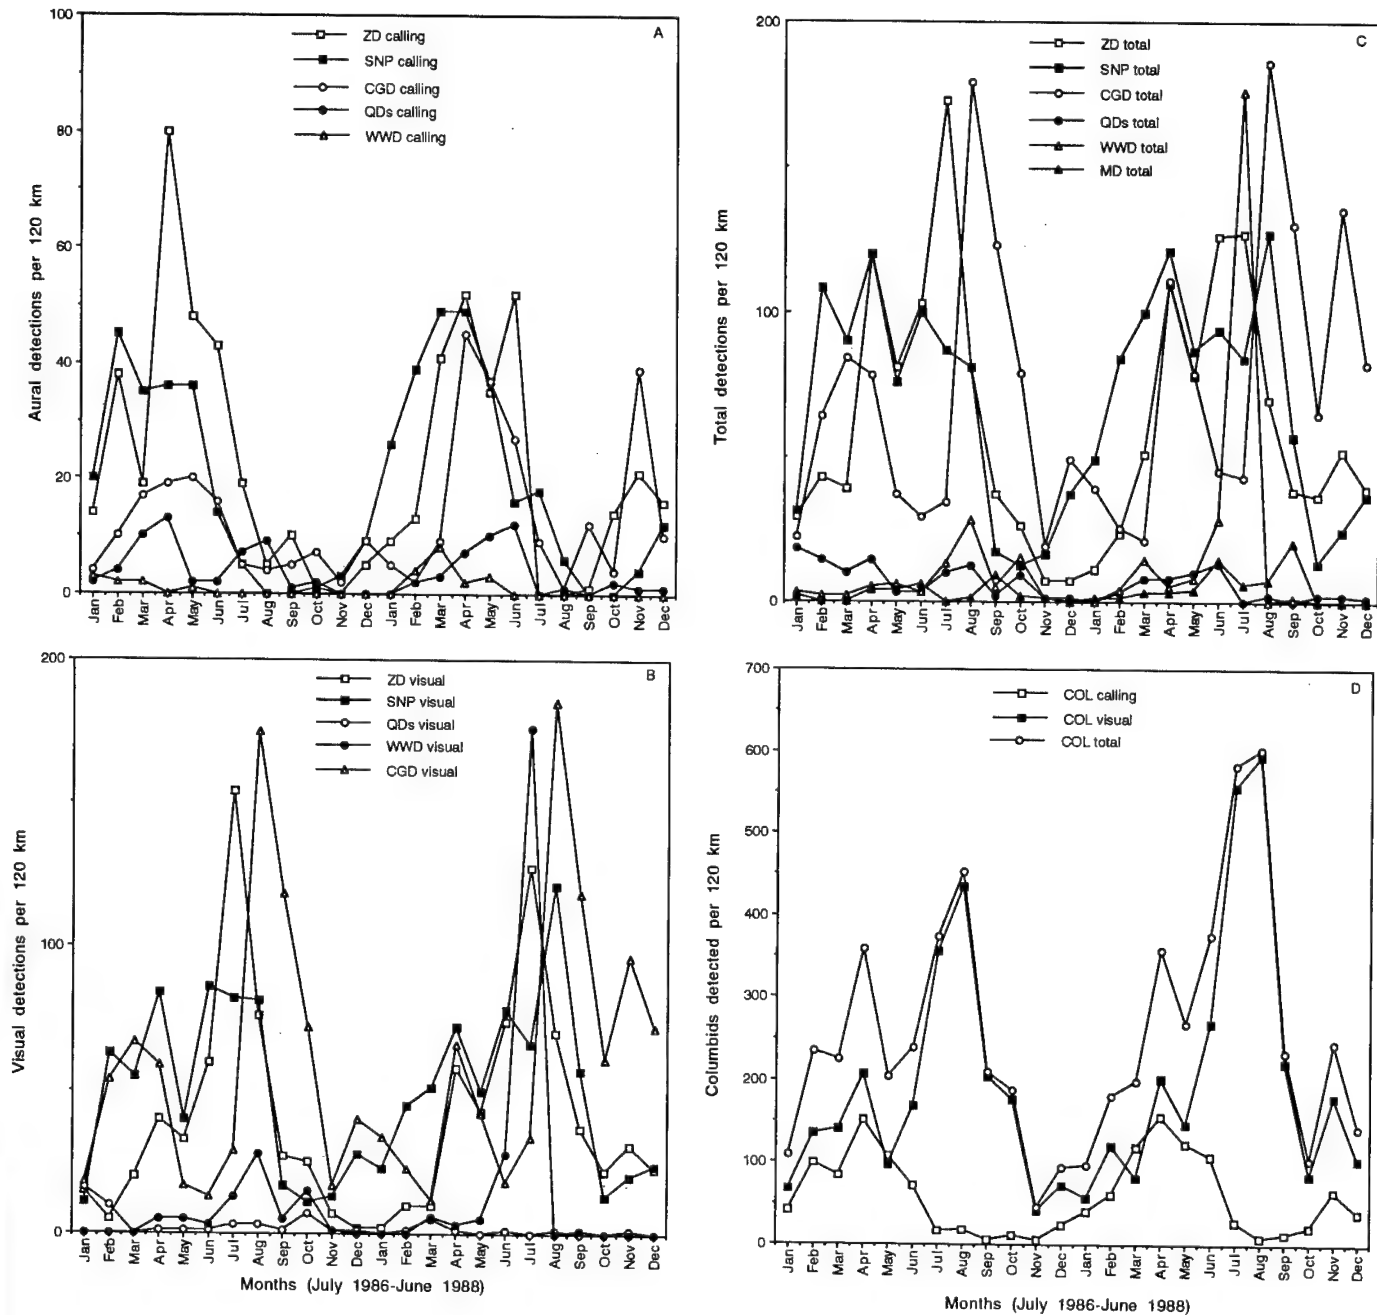 A
ZD calling
SNP calling
CGD calling
QDs calling
WWD calling
Aural detections per 120 km
100
80
60
40
20
0
Jan Feb Mar Apr May Jun Jul Aug Sep Oct Nov Dec Jan Feb Mar Apr May Jun Jul Aug Sep Oct Nov Dec
B
ZD visual
SNP visual
QDs visual
WWD visual
CGD visual
Visual detections per 120 km
200
100
0
Jan Feb Mar Apr May Jun Jul Aug Sep Oct Nov Dec Jan Feb Mar Apr May Jun Jul Aug Sep Oct Nov Dec
Months (July 1986-June 1988)
C
ZD total
SNP total
CGD total
QDs total
WWD total
MD total
Total detections per 120 km
200
100
0
Jan Feb Mar Apr May Jun Jul Aug Sep Oct Nov Dec Jan Feb Mar Apr May Jun Jul Aug Sep Oct Nov Dec
D
COL calling
COL visual
COL total
Columbids detected per 120 km
700
600
500
400
300
200
100
0
Jan Feb Mar Apr May Jun Jul Aug Sep Oct Nov Dec Jan Feb Mar Apr May Jun Jul Aug Sep Oct Nov Dec
Months (July 1986-June 1988)